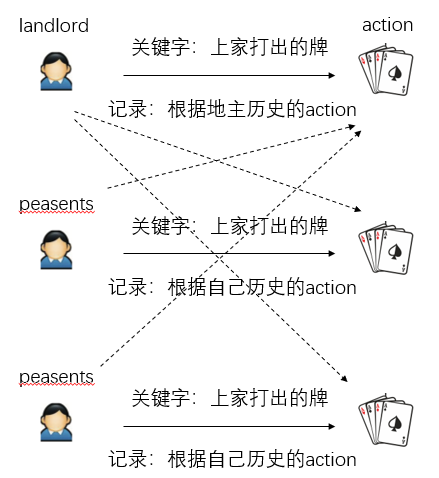 landlord
action
关键字：上家打出的牌
记录：根据地主历史的action
peasents
关键字：上家打出的牌
记录：根据自己历史的action
peasents
关键字：上家打出的牌
记录：根据自己历史的action